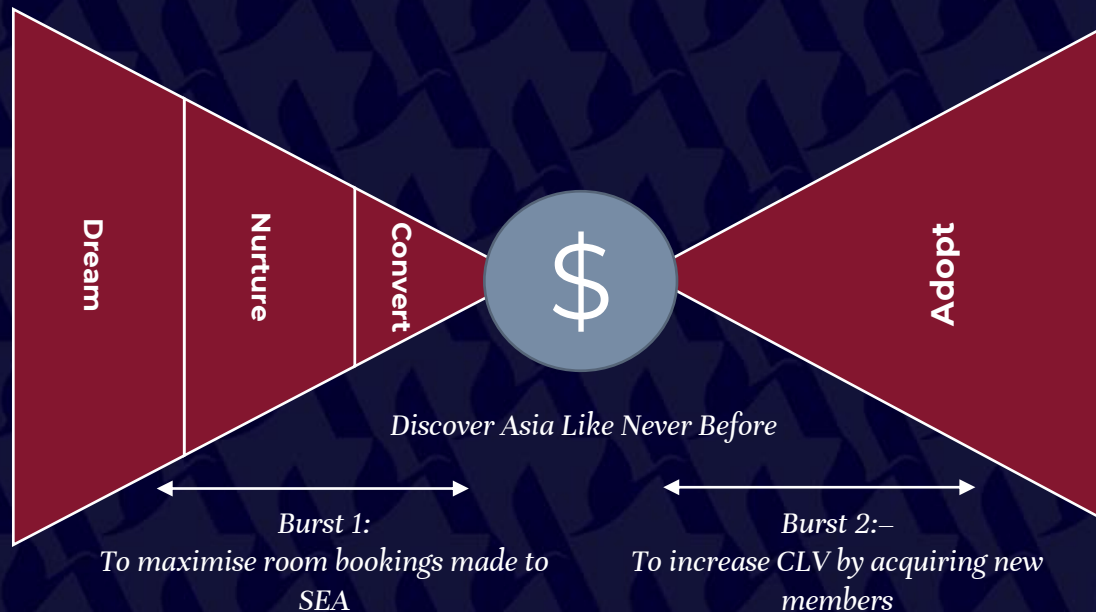 Dream
Nurture
Convert
$
Adopt
Discover Asia Like Never Before
Burst 1:
To maximise room bookings made to
SEA
Burst 2:–
To increase CLV by acquiring new
members